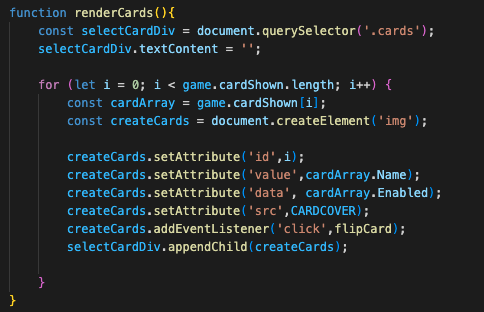 function renderCards(){
    const selectCardDiv = document.querySelector('.cards');
    selectCardDiv.textContent = '';

    for (let i = 0; i < game.cardShown.length; i++) {
        const cardArray = game.cardShown[i];
        const createCards = document.createElement('img');

        createCards.setAttribute('id',i);
        createCards.setAttribute('value',cardArray.Name);
        createCards.setAttribute('data', cardArray.Enabled);
        createCards.setAttribute('src',CARDCOVER);
        createCards.addEventListener('click',flipCard);
        selectCardDiv.appendChild(createCards);

    }
}